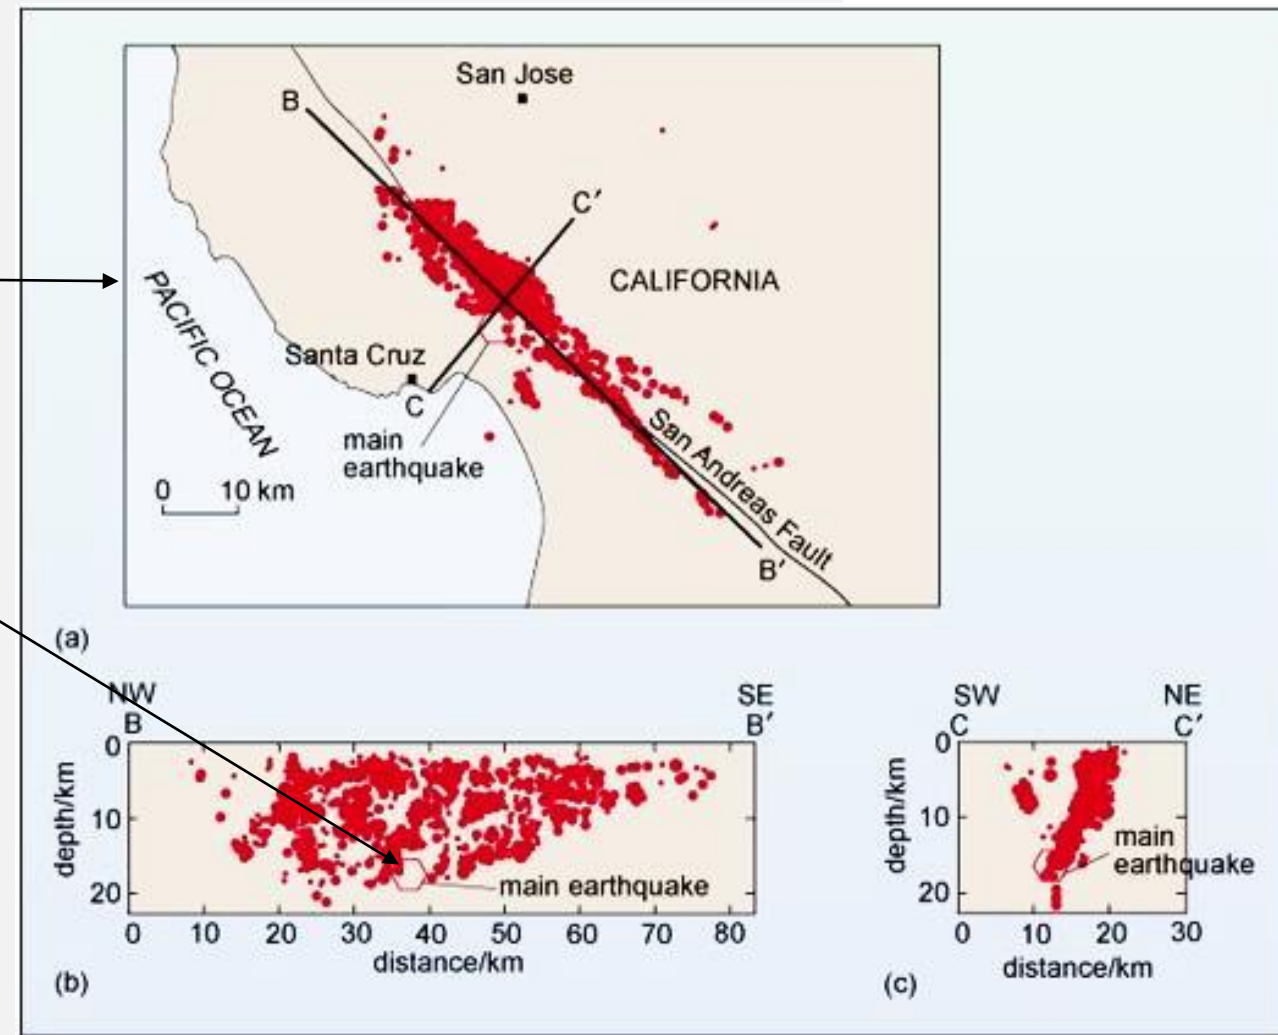 San Jose
B
C′
CALIFORNIA
PACIFIC OCEAN
Santa Cruz
C
main
earthquake
San Andreas Fault
0 10 km
B′
(a)
NW
SE
B
B′
0
10
20
depth/km
main earthquake
0 10 20 30 40 50 60 70 80
distance/km
(b)
SW
NE
C
C′
0
10
20
depth/km
main
earthquake
0 10 20 30
distance/km
(c)